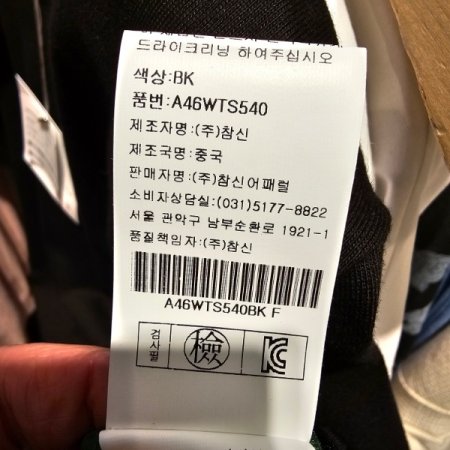 드라이크리닝 하여주십시오
색상:BK
품번:A46WTS540
제조자명:(주)참신
제조국명:중국
판매자명:(주)참신어패럴
소비자상담실:(031)5177-8822
서울 관악구 남부순환로 1921-1
품질책임자:(주)참신
A46WTS540BK F
검사필 檢 KC